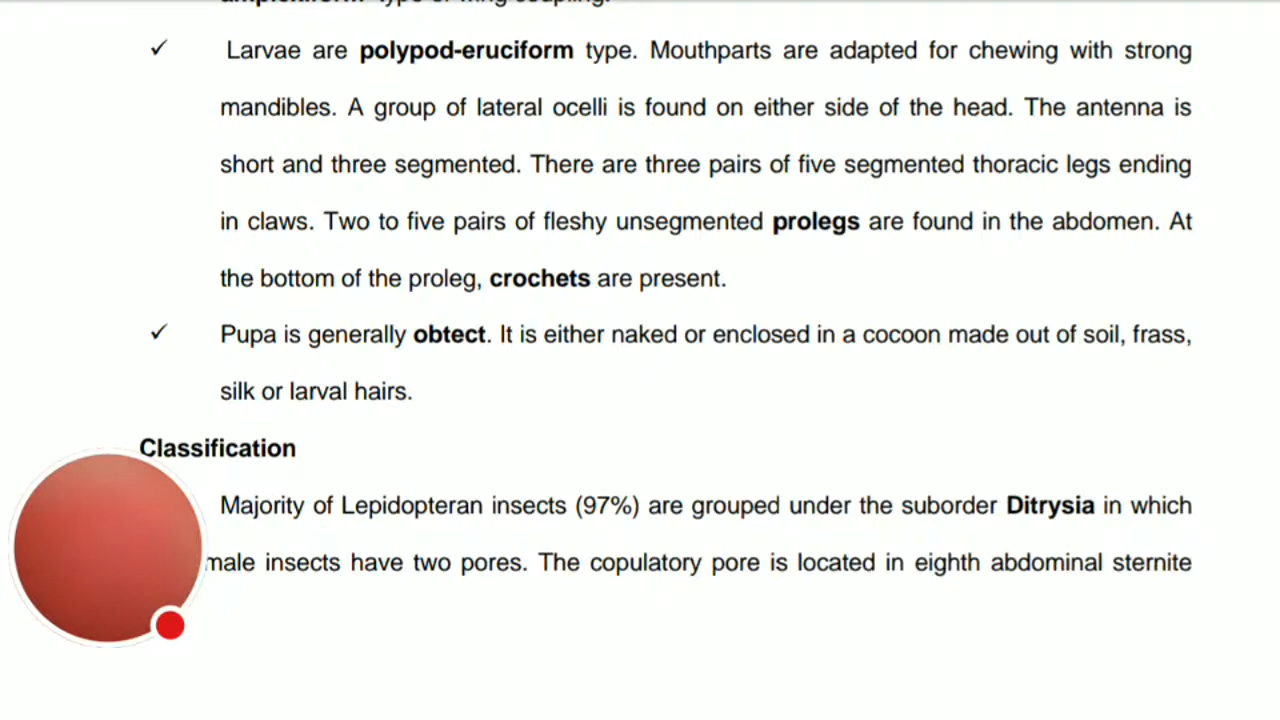 ✓ Larvae are polypod-eruciform type. Mouthparts are adapted for chewing with strong
mandibles. A group of lateral ocelli is found on either side of the head. The antenna is
short and three segmented. There are three pairs of five segmented thoracic legs ending
in claws. Two to five pairs of fleshy unsegmented prolegs are found in the abdomen. At
the bottom of the proleg, crochets are present.
✓ Pupa is generally obtect. It is either naked or enclosed in a cocoon made out of soil, frass,
silk or larval hairs.
Classification
Majority of Lepidopteran insects (97%) are grouped under the suborder Ditrysia in which
male insects have two pores. The copulatory pore is located in eighth abdominal sternite